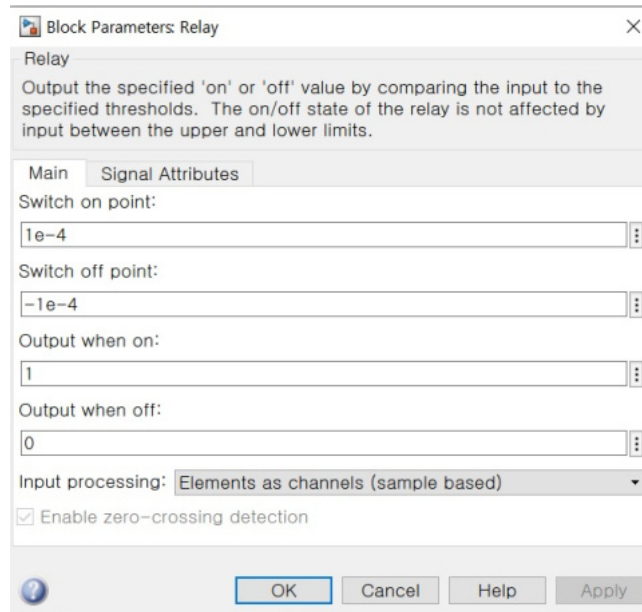 Block Parameters: Relay
Relay
Output the specified 'on' or 'off' value by comparing the input to the
specified thresholds. The on/off state of the relay is not affected by
input between the upper and lower limits.
Main Signal Attributes
Switch on point:
1e-4
Switch off point:
-1e-4
Output when on:
1
Output when off:
0
Input processing: Elements as channels (sample based)
Enable zero-crossing detection
OK Cancel Help Apply